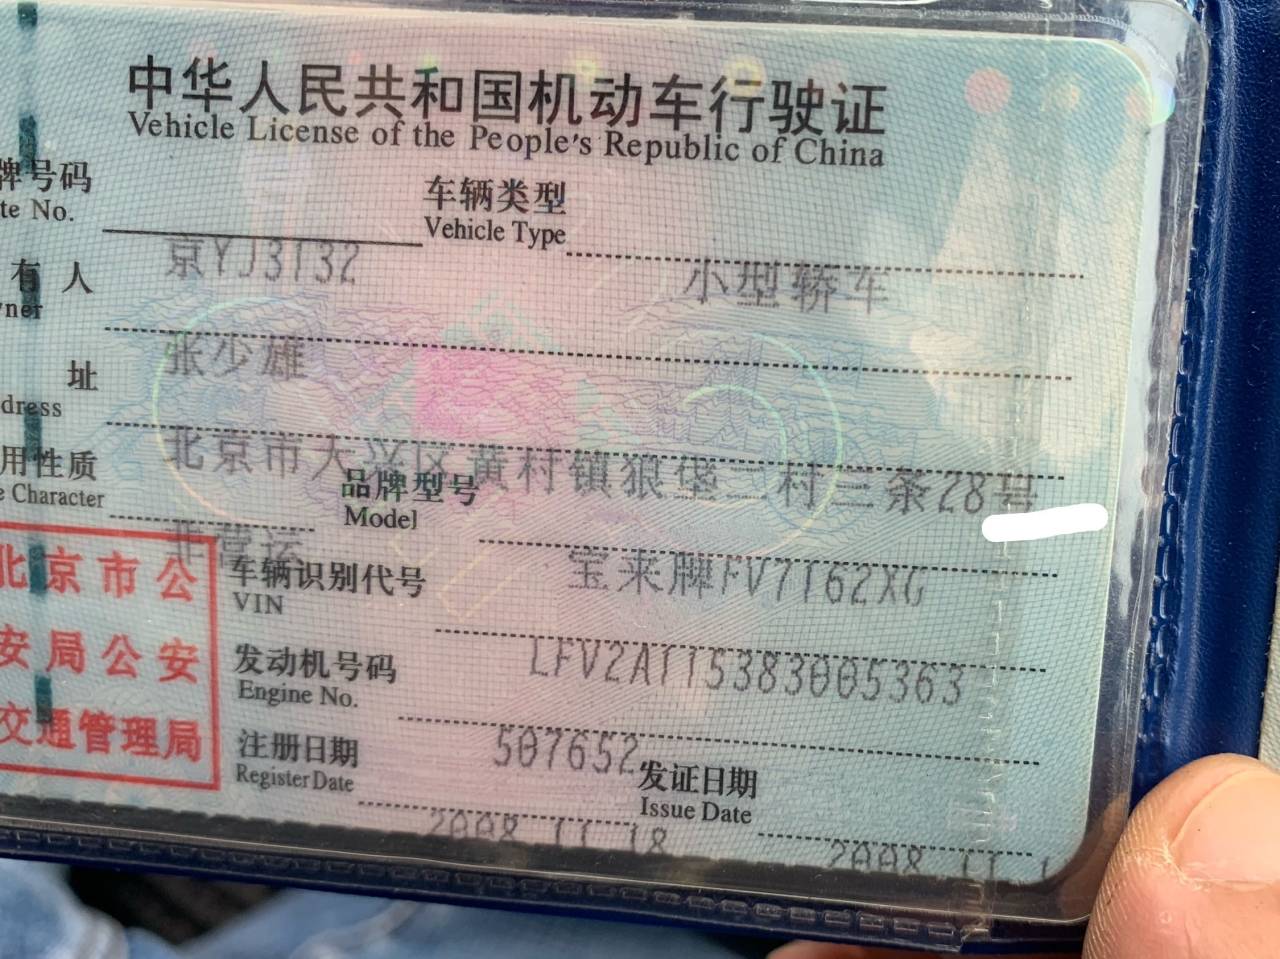 中华人民共和国机动车行驶证
Vehicle License of the People's Republic of China
牌号码 车辆类型
te No. Vehicle Type
京YJ3132 小型轿车
有人
wner
张少雄
址
dress
北京市大兴区黄村镇狼垡二村三条28号
用性质 品牌型号
e Character Model
非营运 宝来牌FV7162XG
车辆识别代号
VIN
LFV2A115383005363
发动机号码
Engine No.
507652
注册日期 发证日期
Register Date Issue Date
2008 11 18 2008 11
北京市公
安局公安
交通管理局